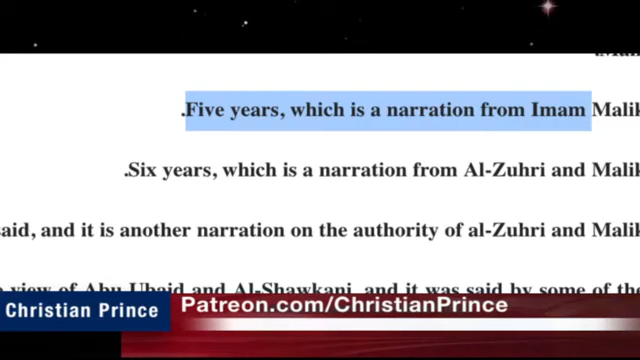 .Five years, which is a narration from Imam Malik
.Six years, which is a narration from Al-Zuhri and Malik
said, and it is another narration on the authority of al-Zuhri and Malik
view of Abu Ubaid and Al-Shawkani, and it was said by some of the
Christian Prince
Patreon.com/ChristianPrince